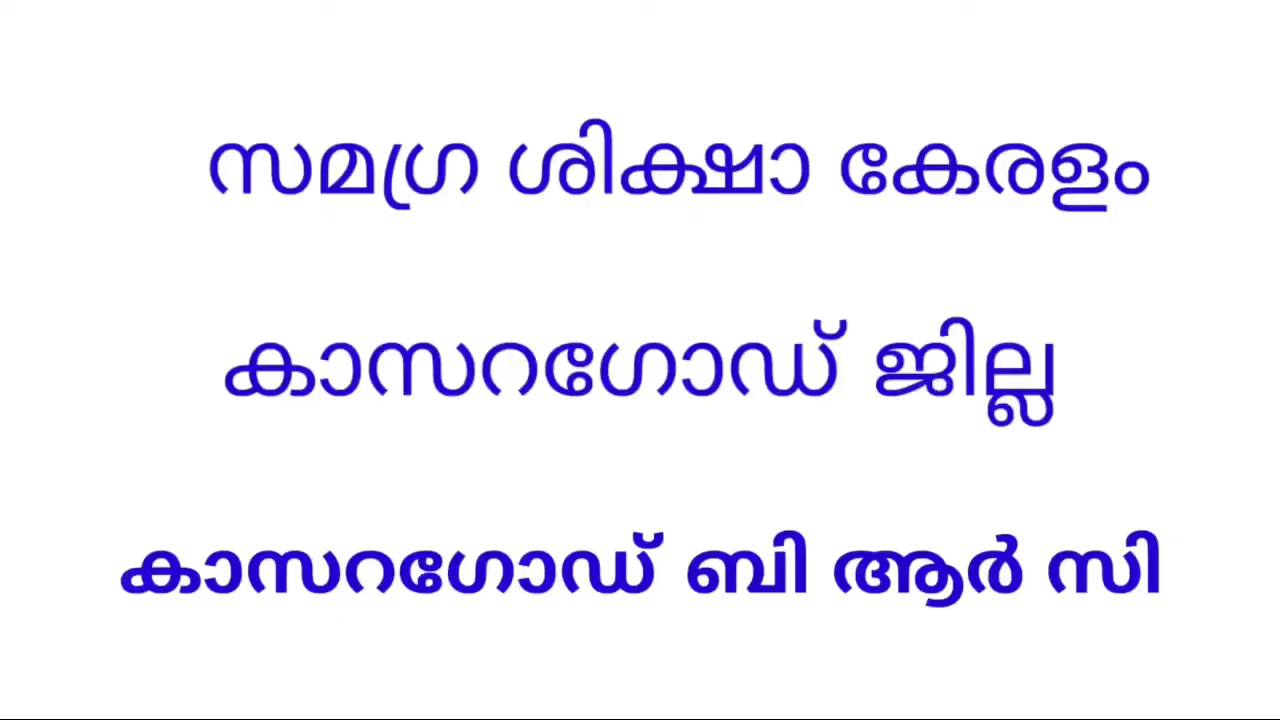 സമഗ്ര ശിക്ഷാ കേരളം
കാസറഗോഡ് ജില്ല
കാസറഗോഡ് ബി ആർ സി